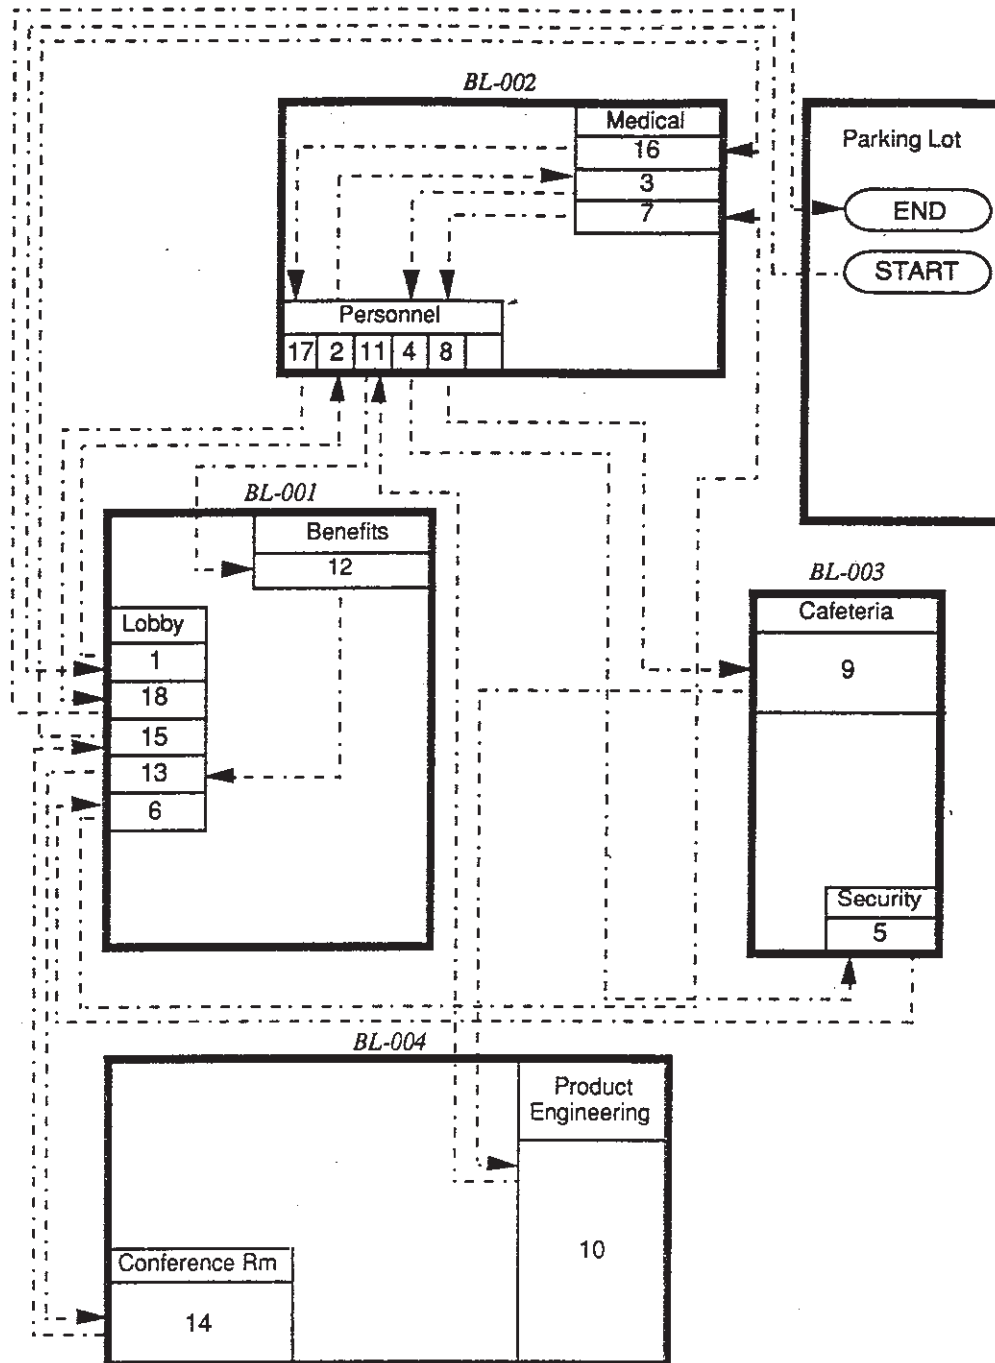 BL-002
Medical
16
3
7
Personnel
17 2 11 4 8
Parking Lot
END
START
BL-001
Benefits
12
Lobby
1
18
15
13
6
BL-003
Cafeteria
9
Security
5
BL-004
Product
Engineering
10
Conference Rm
14